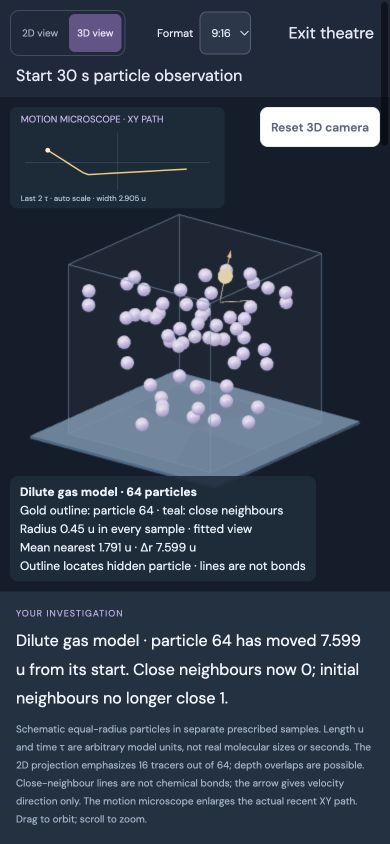 2D view 3D view Format 9:16 Exit theatre
Start 30 s particle observation
MOTION MICROSCOPE · XY PATH
Last 2 τ · auto scale · width 2.905 u
Reset 3D camera
Dilute gas model · 64 particles
Gold outline: particle 64 · teal: close neighbours
Radius 0.45 u in every sample · fitted view
Mean nearest 1.791 u · Δr 7.599 u
Outline locates hidden particle · lines are not bonds
YOUR INVESTIGATION
Dilute gas model · particle 64 has moved 7.599
u from its start. Close neighbours now 0; initial
neighbours no longer close 1.
Schematic equal-radius particles in separate prescribed samples. Length u
and time τ are arbitrary model units, not real molecular sizes or seconds. The
2D projection emphasizes 16 tracers out of 64; depth overlaps are possible.
Close-neighbour lines are not chemical bonds; the arrow gives velocity
direction only. The motion microscope enlarges the actual recent XY path.
Drag to orbit; scroll to zoom.